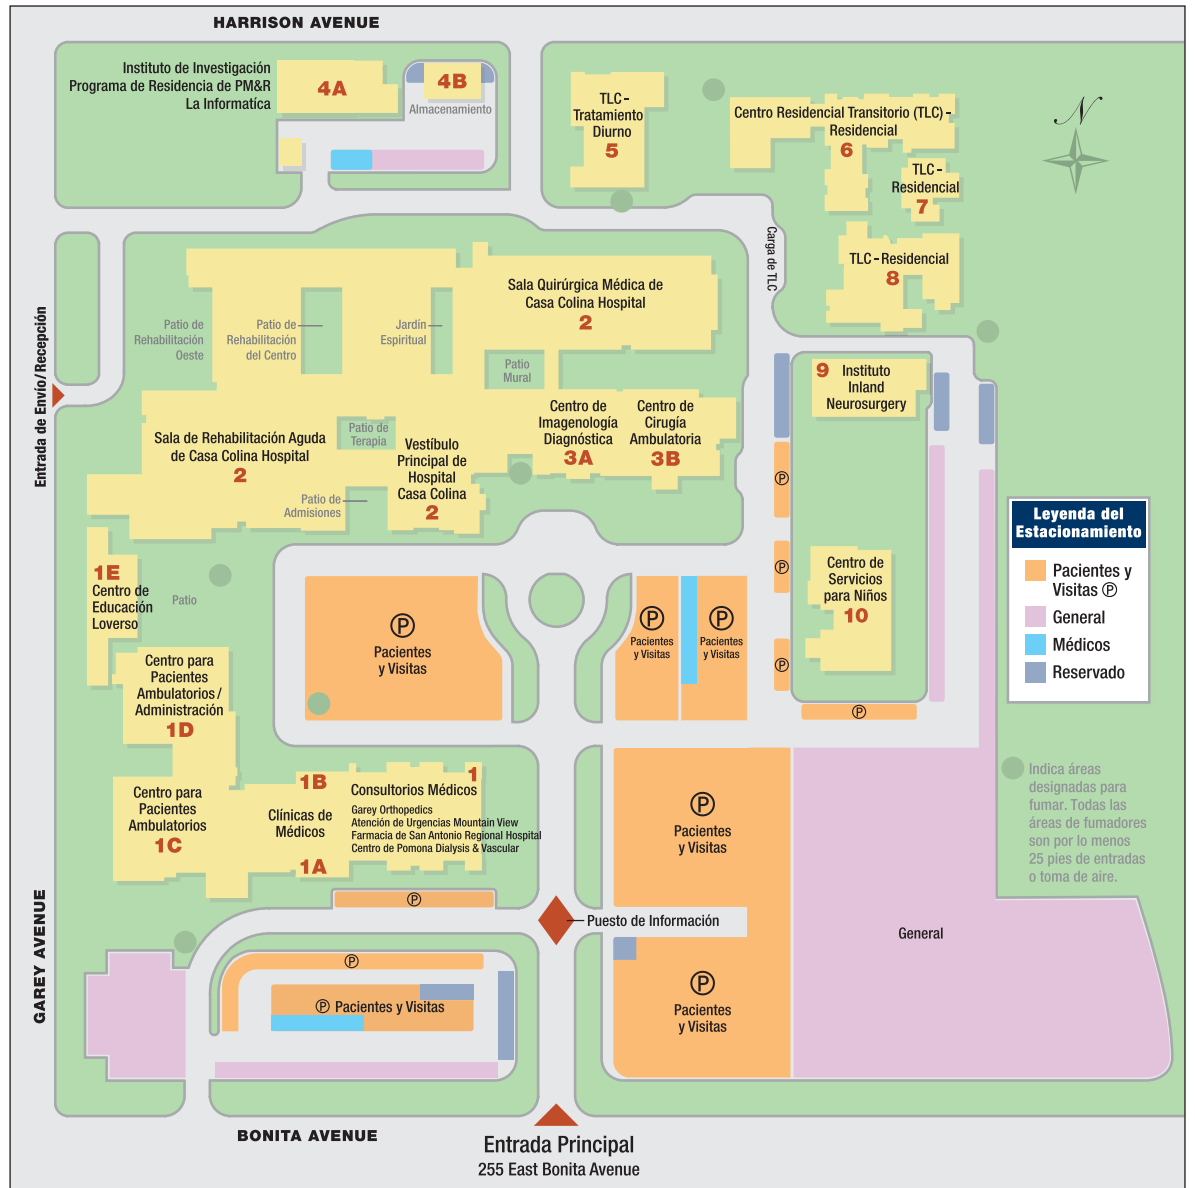 HARRISON AVENUE
Instituto de Investigación
Programa de Residencia de PM&R
La Informatíca
4A
4B
Almacenamiento
TLC -
Tratamiento
Diurno
5
Centro Residencial Transitorio (TLC) -
Residencial
6
TLC -
Residencial
7
TLC - Residencial
8
N
Carga de TLC
Entrada de Envío/Recepción
Sala Quirúrgica Médica de
Casa Colina Hospital
2
Patio de
Rehabilitación
Oeste
Patio de
Rehabilitación
del Centro
Jardín
Espiritual
Patio
Mural
9 Instituto
Inland
Neurosurgery
Sala de Rehabilitación Aguda
de Casa Colina Hospital
2
Patio de
Terapia
Vestíbulo
Principal de
Hospital
Casa Colina
2
Centro de
Imagenología
Diagnóstica
3A
Centro de
Cirugía
Ambulatoria
3B
Patio de
Admisiones
P
Leyenda del
Estacionamiento
Pacientes y
Visitas P
General
Médicos
Reservado
1E
Centro de
Educación
Loverso
Patio
P
Pacientes
y Visitas
P
Pacientes
y Visitas
P
Pacientes
y Visitas
P
P
P
Centro de
Servicios
para Niños
10
Centro para
Pacientes
Ambulatorios/
Administración
1D
Centro para
Pacientes
Ambulatorios
1C
1B
Clínicas de
Médicos
1A
1
Consultorios Médicos
Garey Orthopedics
Atención de Urgencias Mountain View
Farmacia de San Antonio Regional Hospital
Centro de Pomona Dialysis & Vascular
P
Pacientes
y Visitas
Indica áreas
designadas para
fumar. Todas las
áreas de fumadores
son por lo menos
25 pies de entradas
o toma de aire.
P
Puesto de Información
General
GAREY AVENUE
P
P Pacientes y Visitas
P
Pacientes
y Visitas
BONITA AVENUE
Entrada Principal
255 East Bonita Avenue